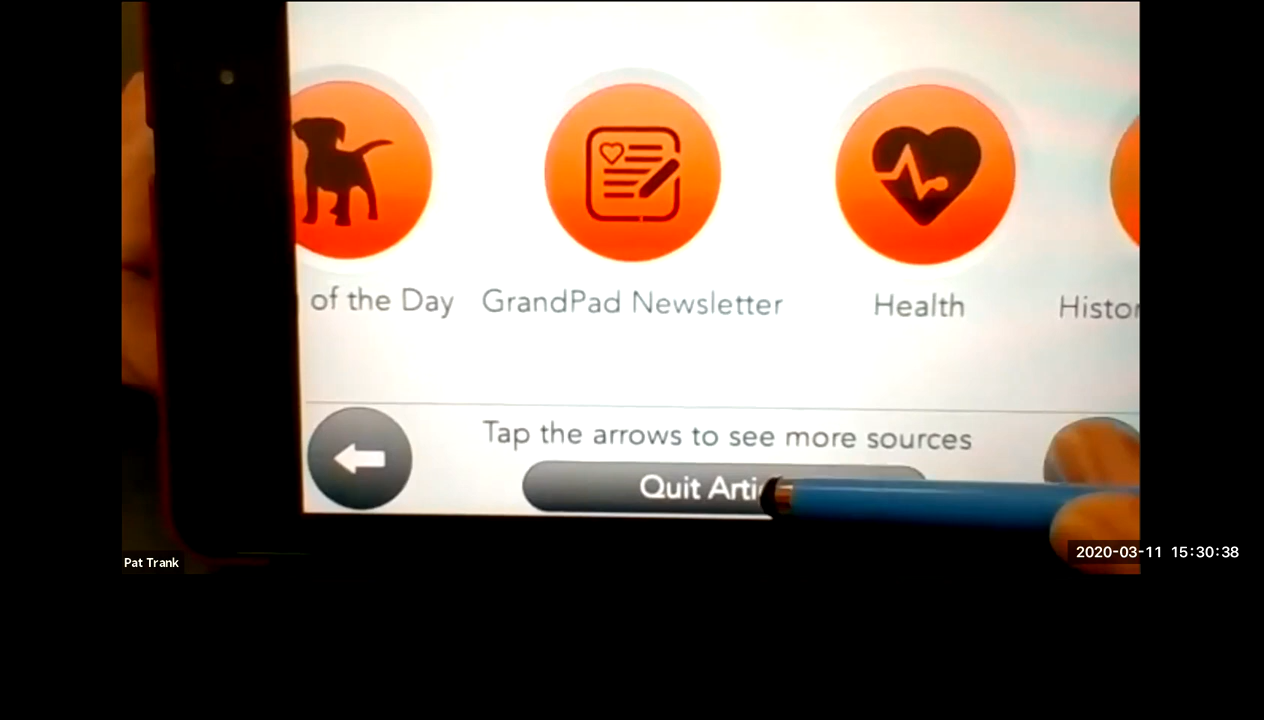 of the Day
GrandPad Newsletter
Health
Tap the arrows to see more sources
Quit
Pat Trank
2020-03-11 15:30:38